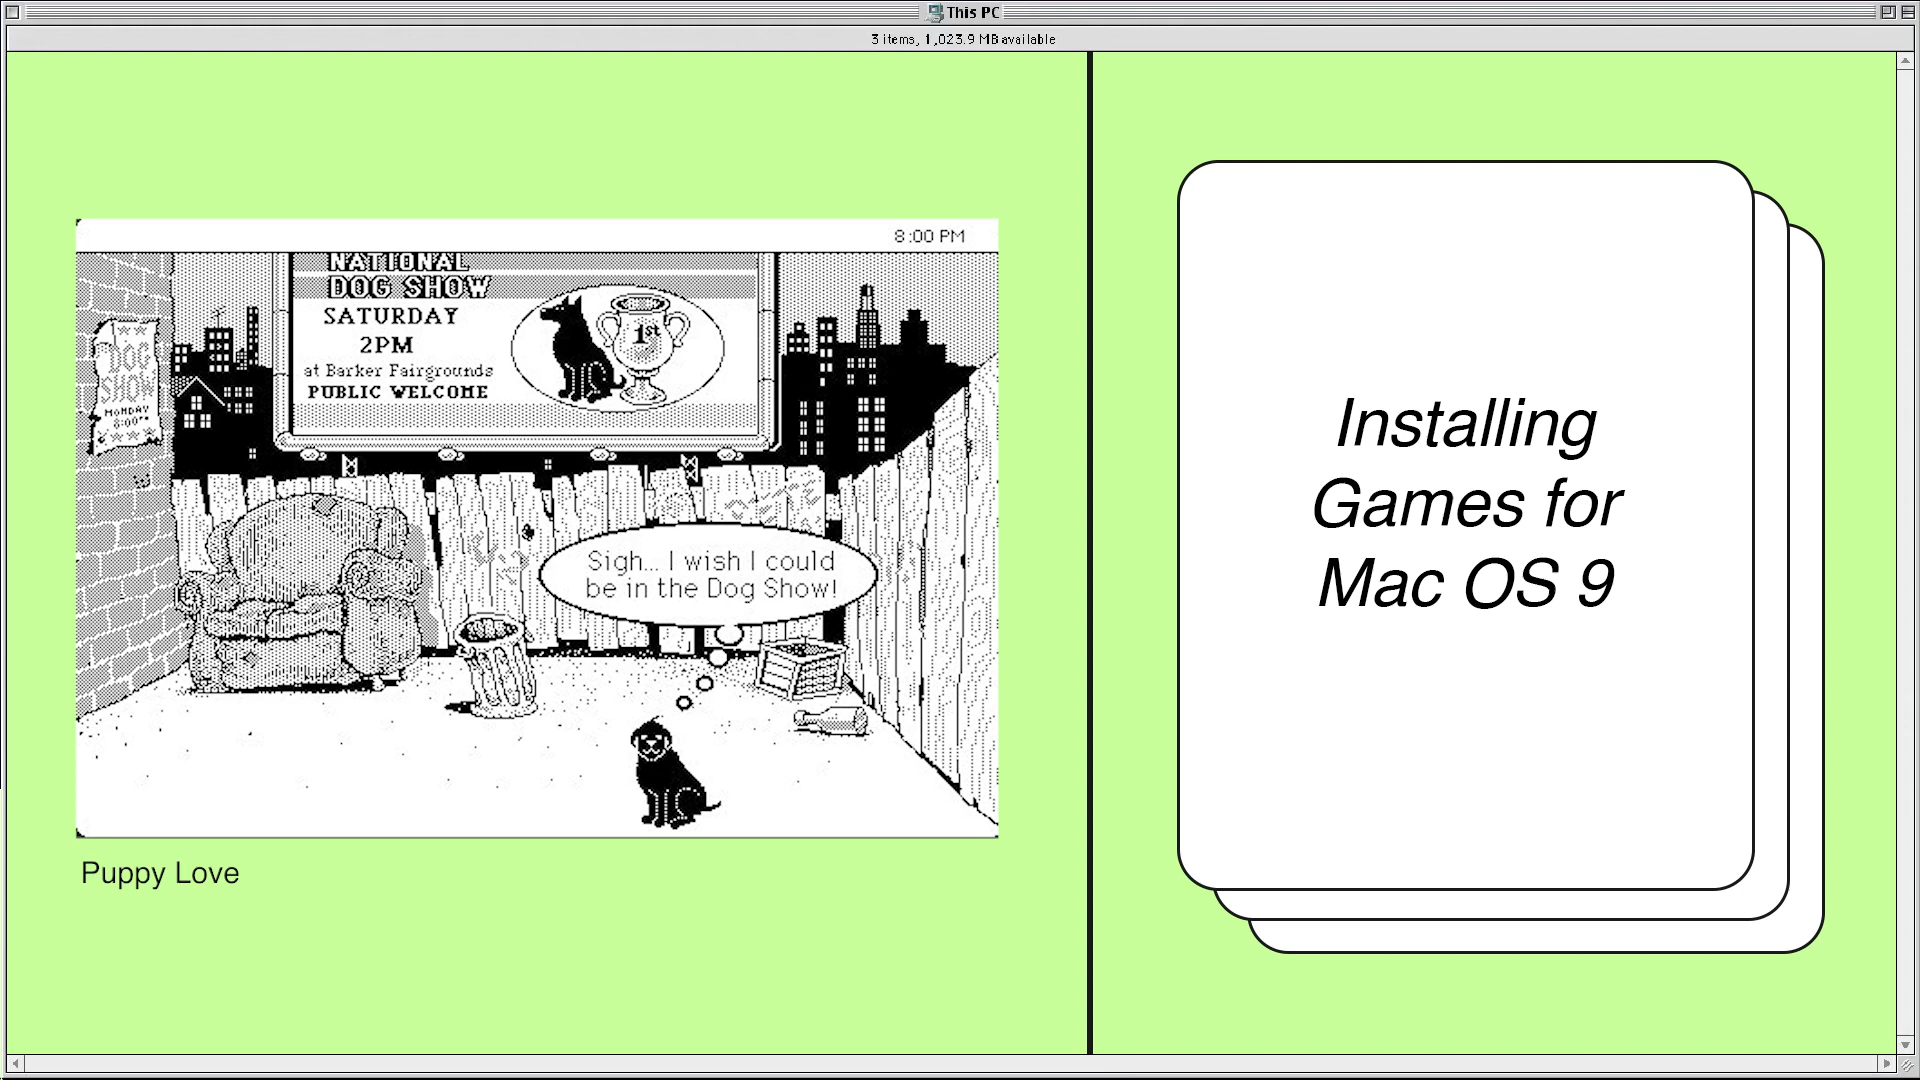 This PC
3 items, 1,023.9 MB available
8:00 PM
NATIONAL
DOG SHOW
SATURDAY
2PM
at Barker Fairgrounds
PUBLIC WELCOME
1st
DOG
SHOW
MONDAY
8:00
Sigh... I wish I could
be in the Dog Show!
Puppy Love
Installing
Games for
Mac OS 9